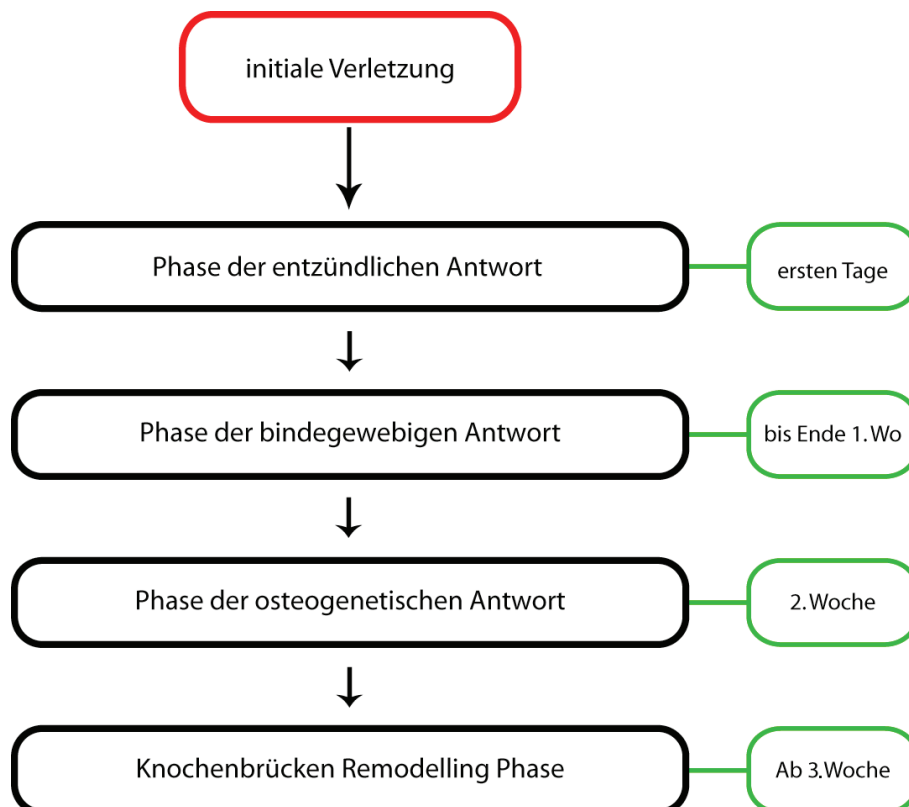 initiale Verletzung
Phase der entzündlichen Antwort
ersten Tage
Phase der bindegewebigen Antwort
bis Ende 1. Wo
Phase der osteogenetischen Antwort
2. Woche
Knochenbrücken Remodelling Phase
Ab 3. Woche